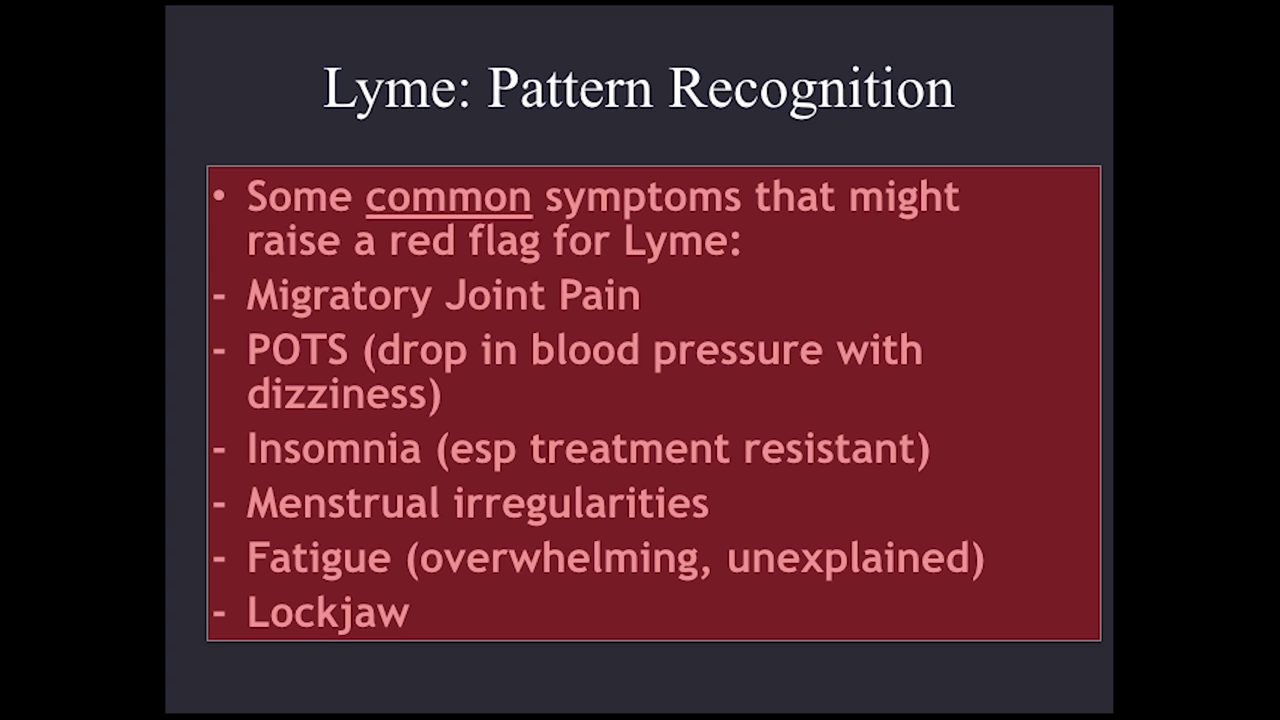 Lyme: Pattern Recognition
• Some common symptoms that might
raise a red flag for Lyme:
- Migratory Joint Pain
- POTS (drop in blood pressure with
dizziness)
- Insomnia (esp treatment resistant)
- Menstrual irregularities
- Fatigue (overwhelming, unexplained)
- Lockjaw